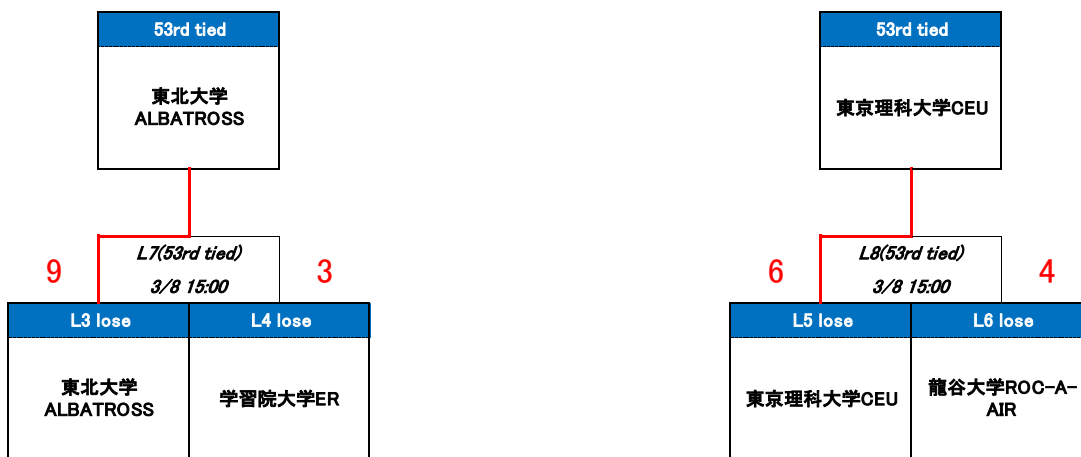 53rd tied
東北大学
ALBATROSS
9
L7(53rd tied)
3/8 15:00
3
L3 lose
L4 lose
東北大学
ALBATROSS
学習院大学ER
53rd tied
東京理科大学CEU
6
L8(53rd tied)
3/8 15:00
4
L5 lose
L6 lose
東京理科大学CEU
龍谷大学ROC-A-
AIR